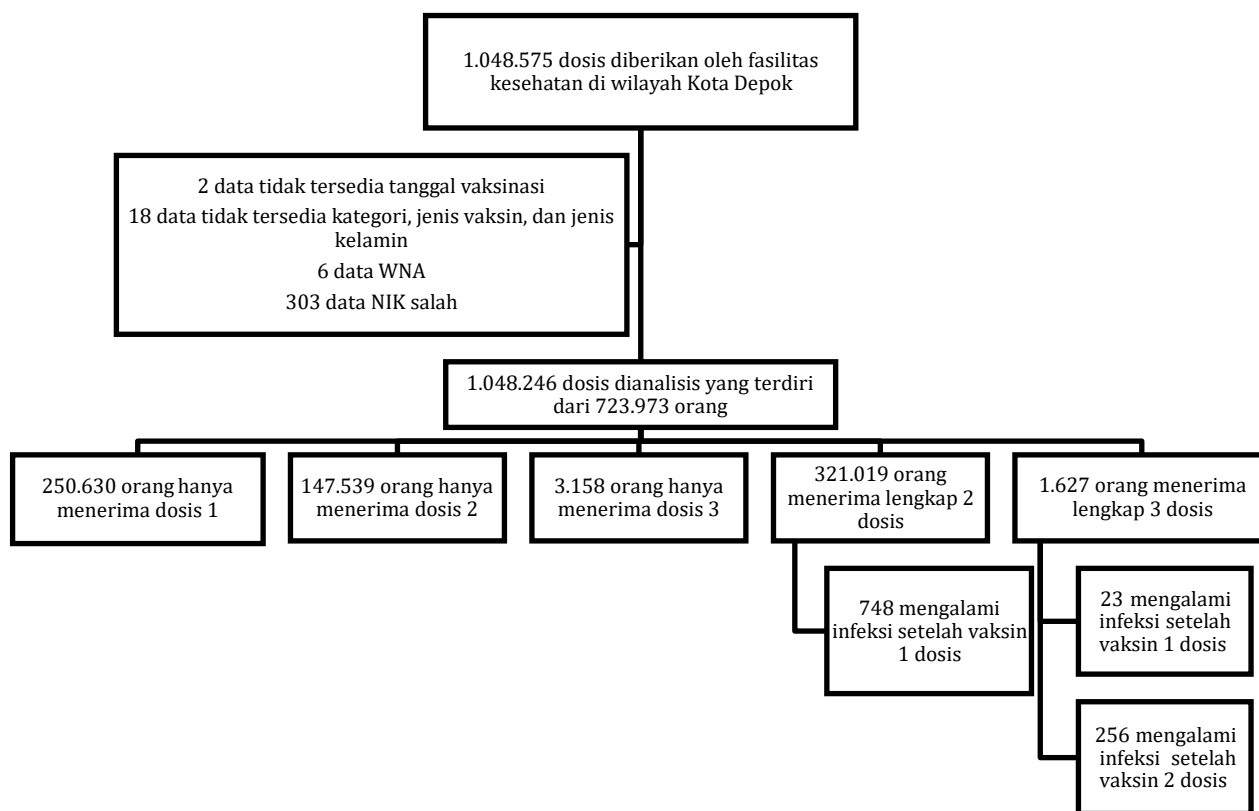 1.048.575 dosis diberikan oleh fasilitas
kesehatan di wilayah Kota Depok
2 data tidak tersedia tanggal vaksinasi
18 data tidak tersedia kategori, jenis vaksin, dan jenis
kelamin
6 data WNA
303 data NIK salah
1.048.246 dosis dianalisis yang terdiri
dari 723.973 orang
250.630 orang hanya
menerima dosis 1
147.539 orang hanya
menerima dosis 2
3.158 orang hanya
menerima dosis 3
321.019 orang
menerima lengkap 2
dosis
1.627 orang menerima
lengkap 3 dosis
748 mengalami
infeksi setelah vaksin
1 dosis
23 mengalami
infeksi setelah
vaksin 1 dosis
256 mengalami
infeksi setelah
vaksin 2 dosis